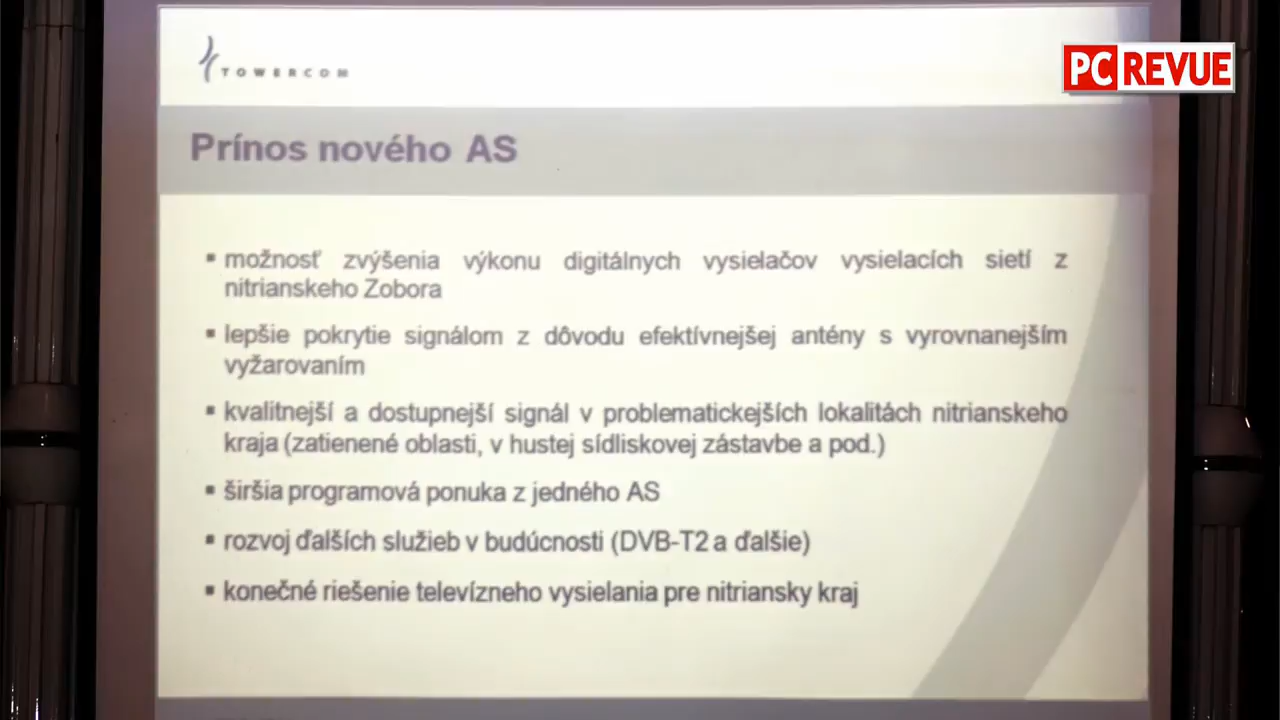 TOWERCOM
PC REVUE
Prínos nového AS
▪ možnosť zvýšenia výkonu digitálnych vysielačov vysielacích sietí z
nitrianskeho Zobora
▪ lepšie pokrytie signálom z dôvodu efektívnejšej antény s vyrovnanejším
vyžarovaním
▪ kvalitnejší a dostupnejší signál v problematickejších lokalitách nitrianskeho
kraja (zatienené oblasti, v hustej sídliskovej zástavbe a pod.)
▪ širšia programová ponuka z jedného AS
▪ rozvoj ďalších služieb v budúcnosti (DVB-T2 a ďalšie)
▪ konečné riešenie televízneho vysielania pre nitriansky kraj